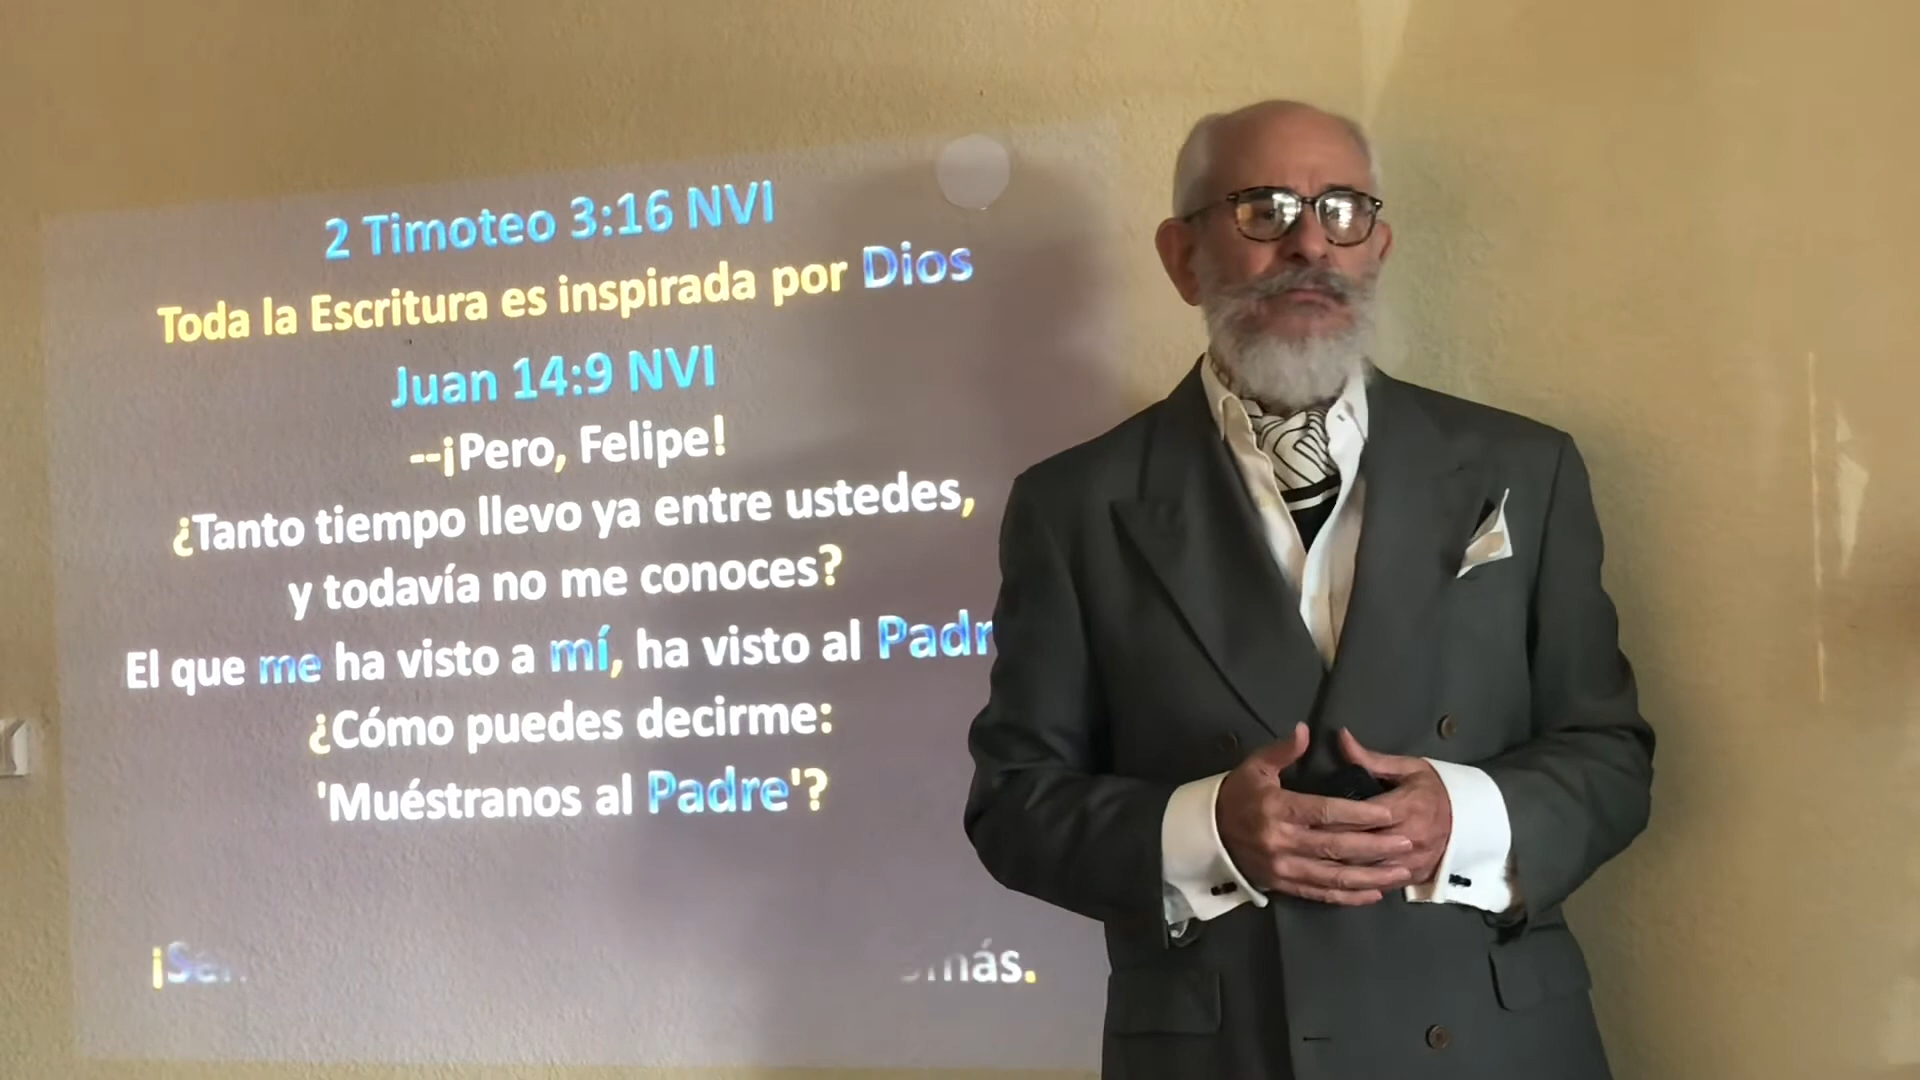 2 Timoteo 3:16 NVI
Toda la Escritura es inspirada por Dios
Juan 14:9 NVI
--¡Pero, Felipe!
¿Tanto tiempo llevo ya entre ustedes,
y todavía no me conoces?
El que me ha visto a mí, ha visto al Padr
¿Cómo puedes decirme:
'Muéstranos al Padre'?